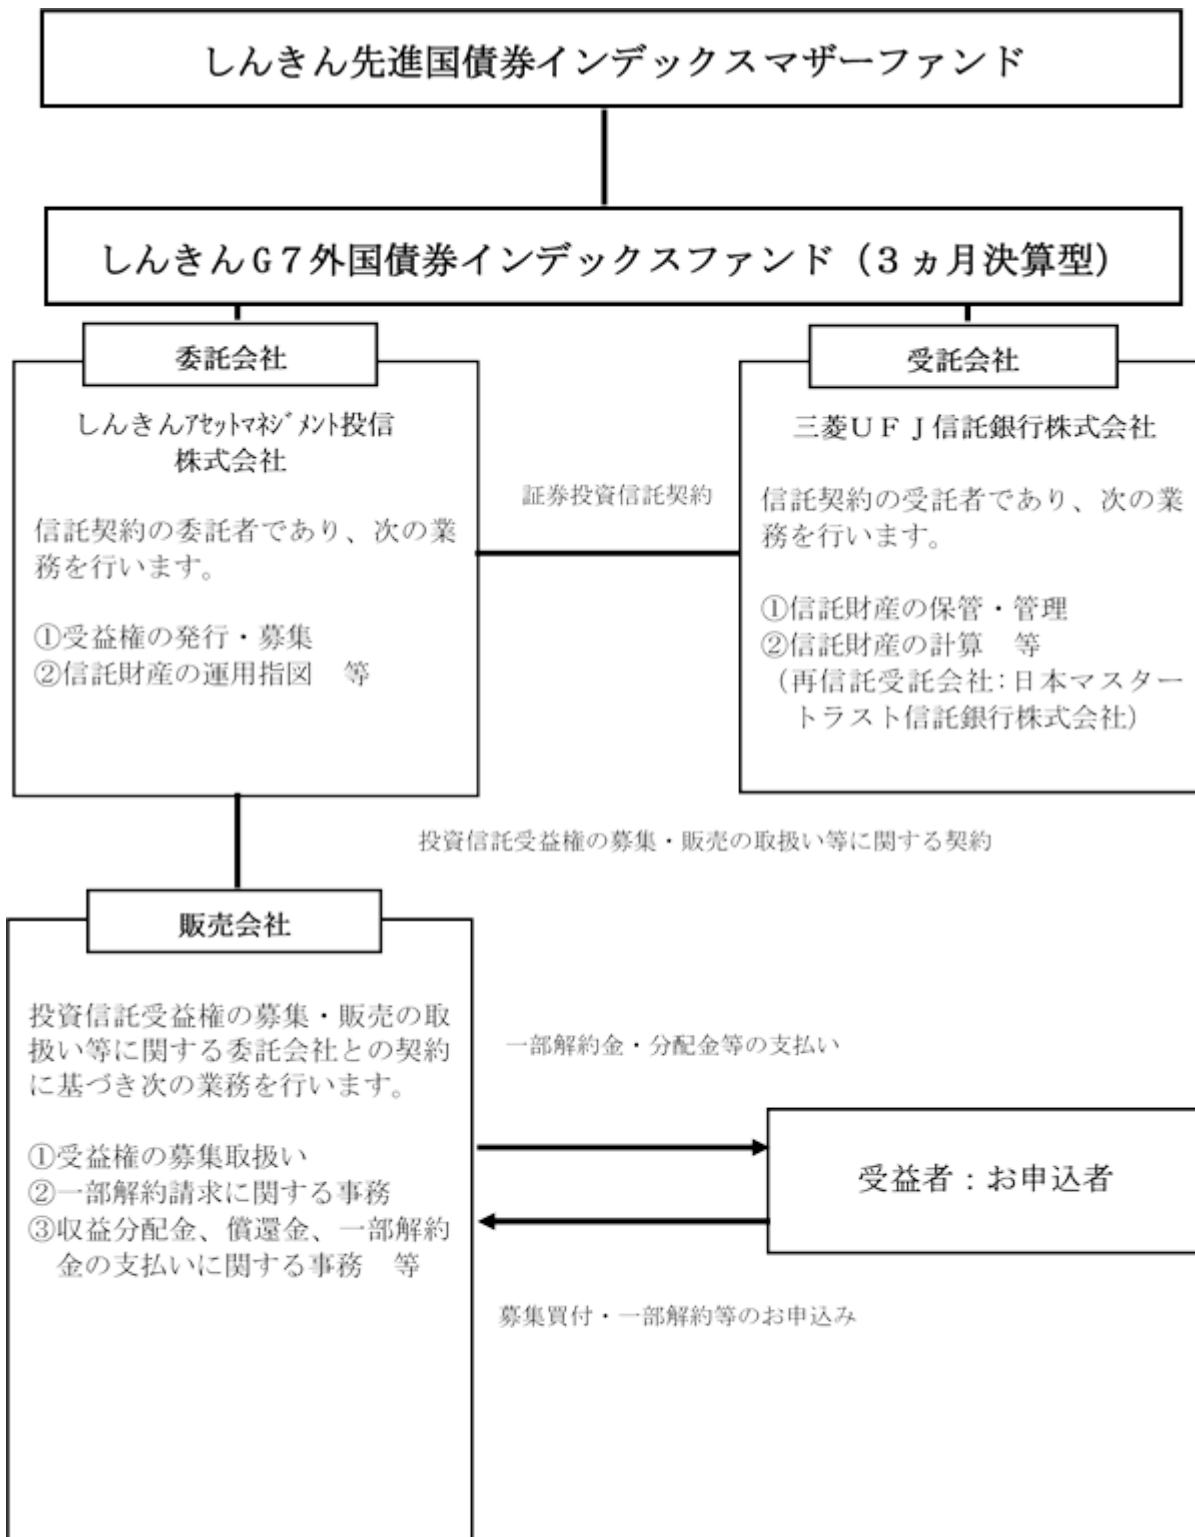 しんきん先進国債券インデックスマザーファンド
しんきんG7外国債券インデックスファンド（3ヵ月決算型）
委託会社
しんきんｱｾｯﾄﾏﾈｼﾞﾒﾝﾄ投信
株式会社
信託契約の委託者であり、次の業
務を行います。
①受益権の発行・募集
②信託財産の運用指図　等
証券投資信託契約
受託会社
三菱ＵＦＪ信託銀行株式会社
信託契約の受託者であり、次の業
務を行います。
①信託財産の保管・管理
②信託財産の計算　等
（再信託受託会社：日本マスター
トラスト信託銀行株式会社）
投資信託受益権の募集・販売の取扱い等に関する契約
販売会社
投資信託受益権の募集・販売の取
扱い等に関する委託会社との契約
に基づき次の業務を行います。
①受益権の募集取扱い
②一部解約請求に関する事務
③収益分配金、償還金、一部解約
金の支払いに関する事務　等
一部解約金・分配金等の支払い
受益者：お申込者
募集買付・一部解約等のお申込み